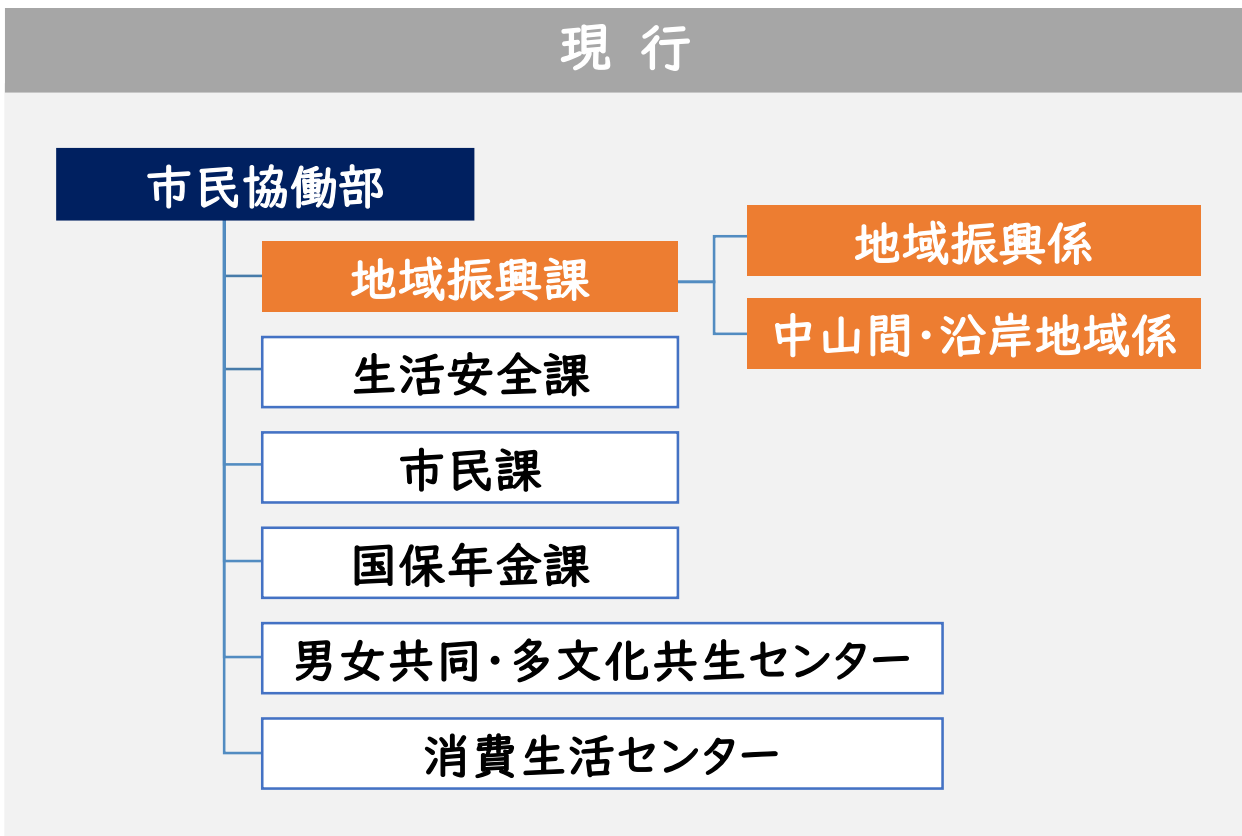 現 行
市民協働部
地域振興課
地域振興係
中山間・沿岸地域係
生活安全課
市民課
国保年金課
男女共同・多文化共生センター
消費生活センター